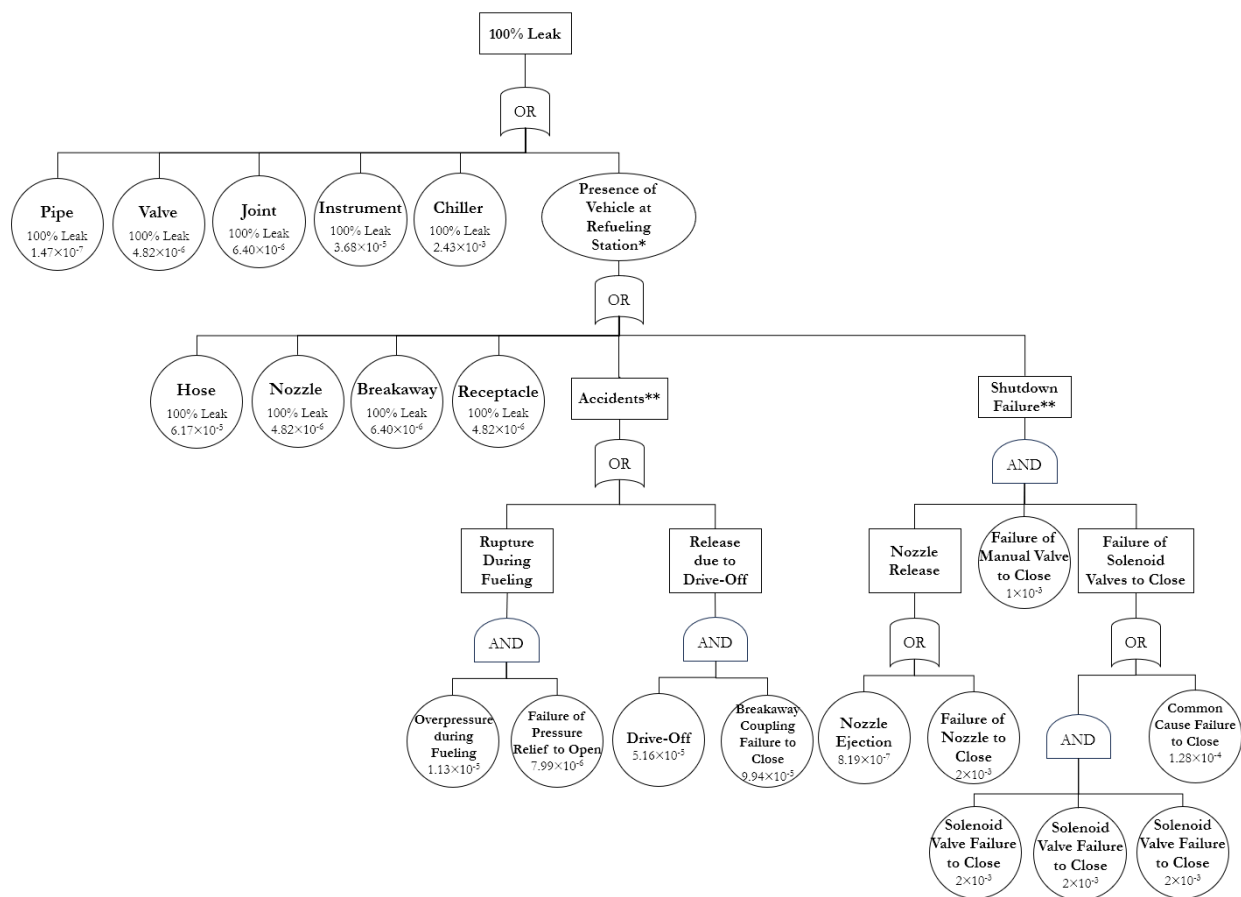 100% Leak
OR
Pipe
100% Leak
1.47×10⁻⁷
Valve
100% Leak
4.82×10⁻⁶
Joint
100% Leak
6.40×10⁻⁶
Instrument
100% Leak
3.68×10⁻⁵
Chiller
100% Leak
2.43×10⁻³
Presence of
Vehicle at
Refueling
Station*
OR
Hose
100% Leak
6.17×10⁻⁵
Nozzle
100% Leak
4.82×10⁻⁶
Breakaway
100% Leak
6.40×10⁻⁶
Receptacle
100% Leak
4.82×10⁻⁶
Accidents**
Shutdown
Failure**
OR
AND
Rupture
During
Fueling
Release
due to
Drive-Off
Nozzle
Release
Failure of
Manual Valve
to Close
1×10⁻³
Failure of
Solenoid
Valves to Close
AND
AND
OR
OR
Overpressure
during
Fueling
1.13×10⁻⁵
Failure of
Pressure
Relief to Open
7.99×10⁻⁶
Drive-Off
5.16×10⁻⁵
Breakaway
Coupling
Failure to
Close
9.94×10⁻⁵
Nozzle
Ejection
8.19×10⁻⁷
Failure of
Nozzle to
Close
2×10⁻³
AND
Common
Cause Failure
to Close
1.28×10⁻⁴
Solenoid
Valve Failure
to Close
2×10⁻³
Solenoid
Valve Failure
to Close
2×10⁻³
Solenoid
Valve Failure
to Close
2×10⁻³